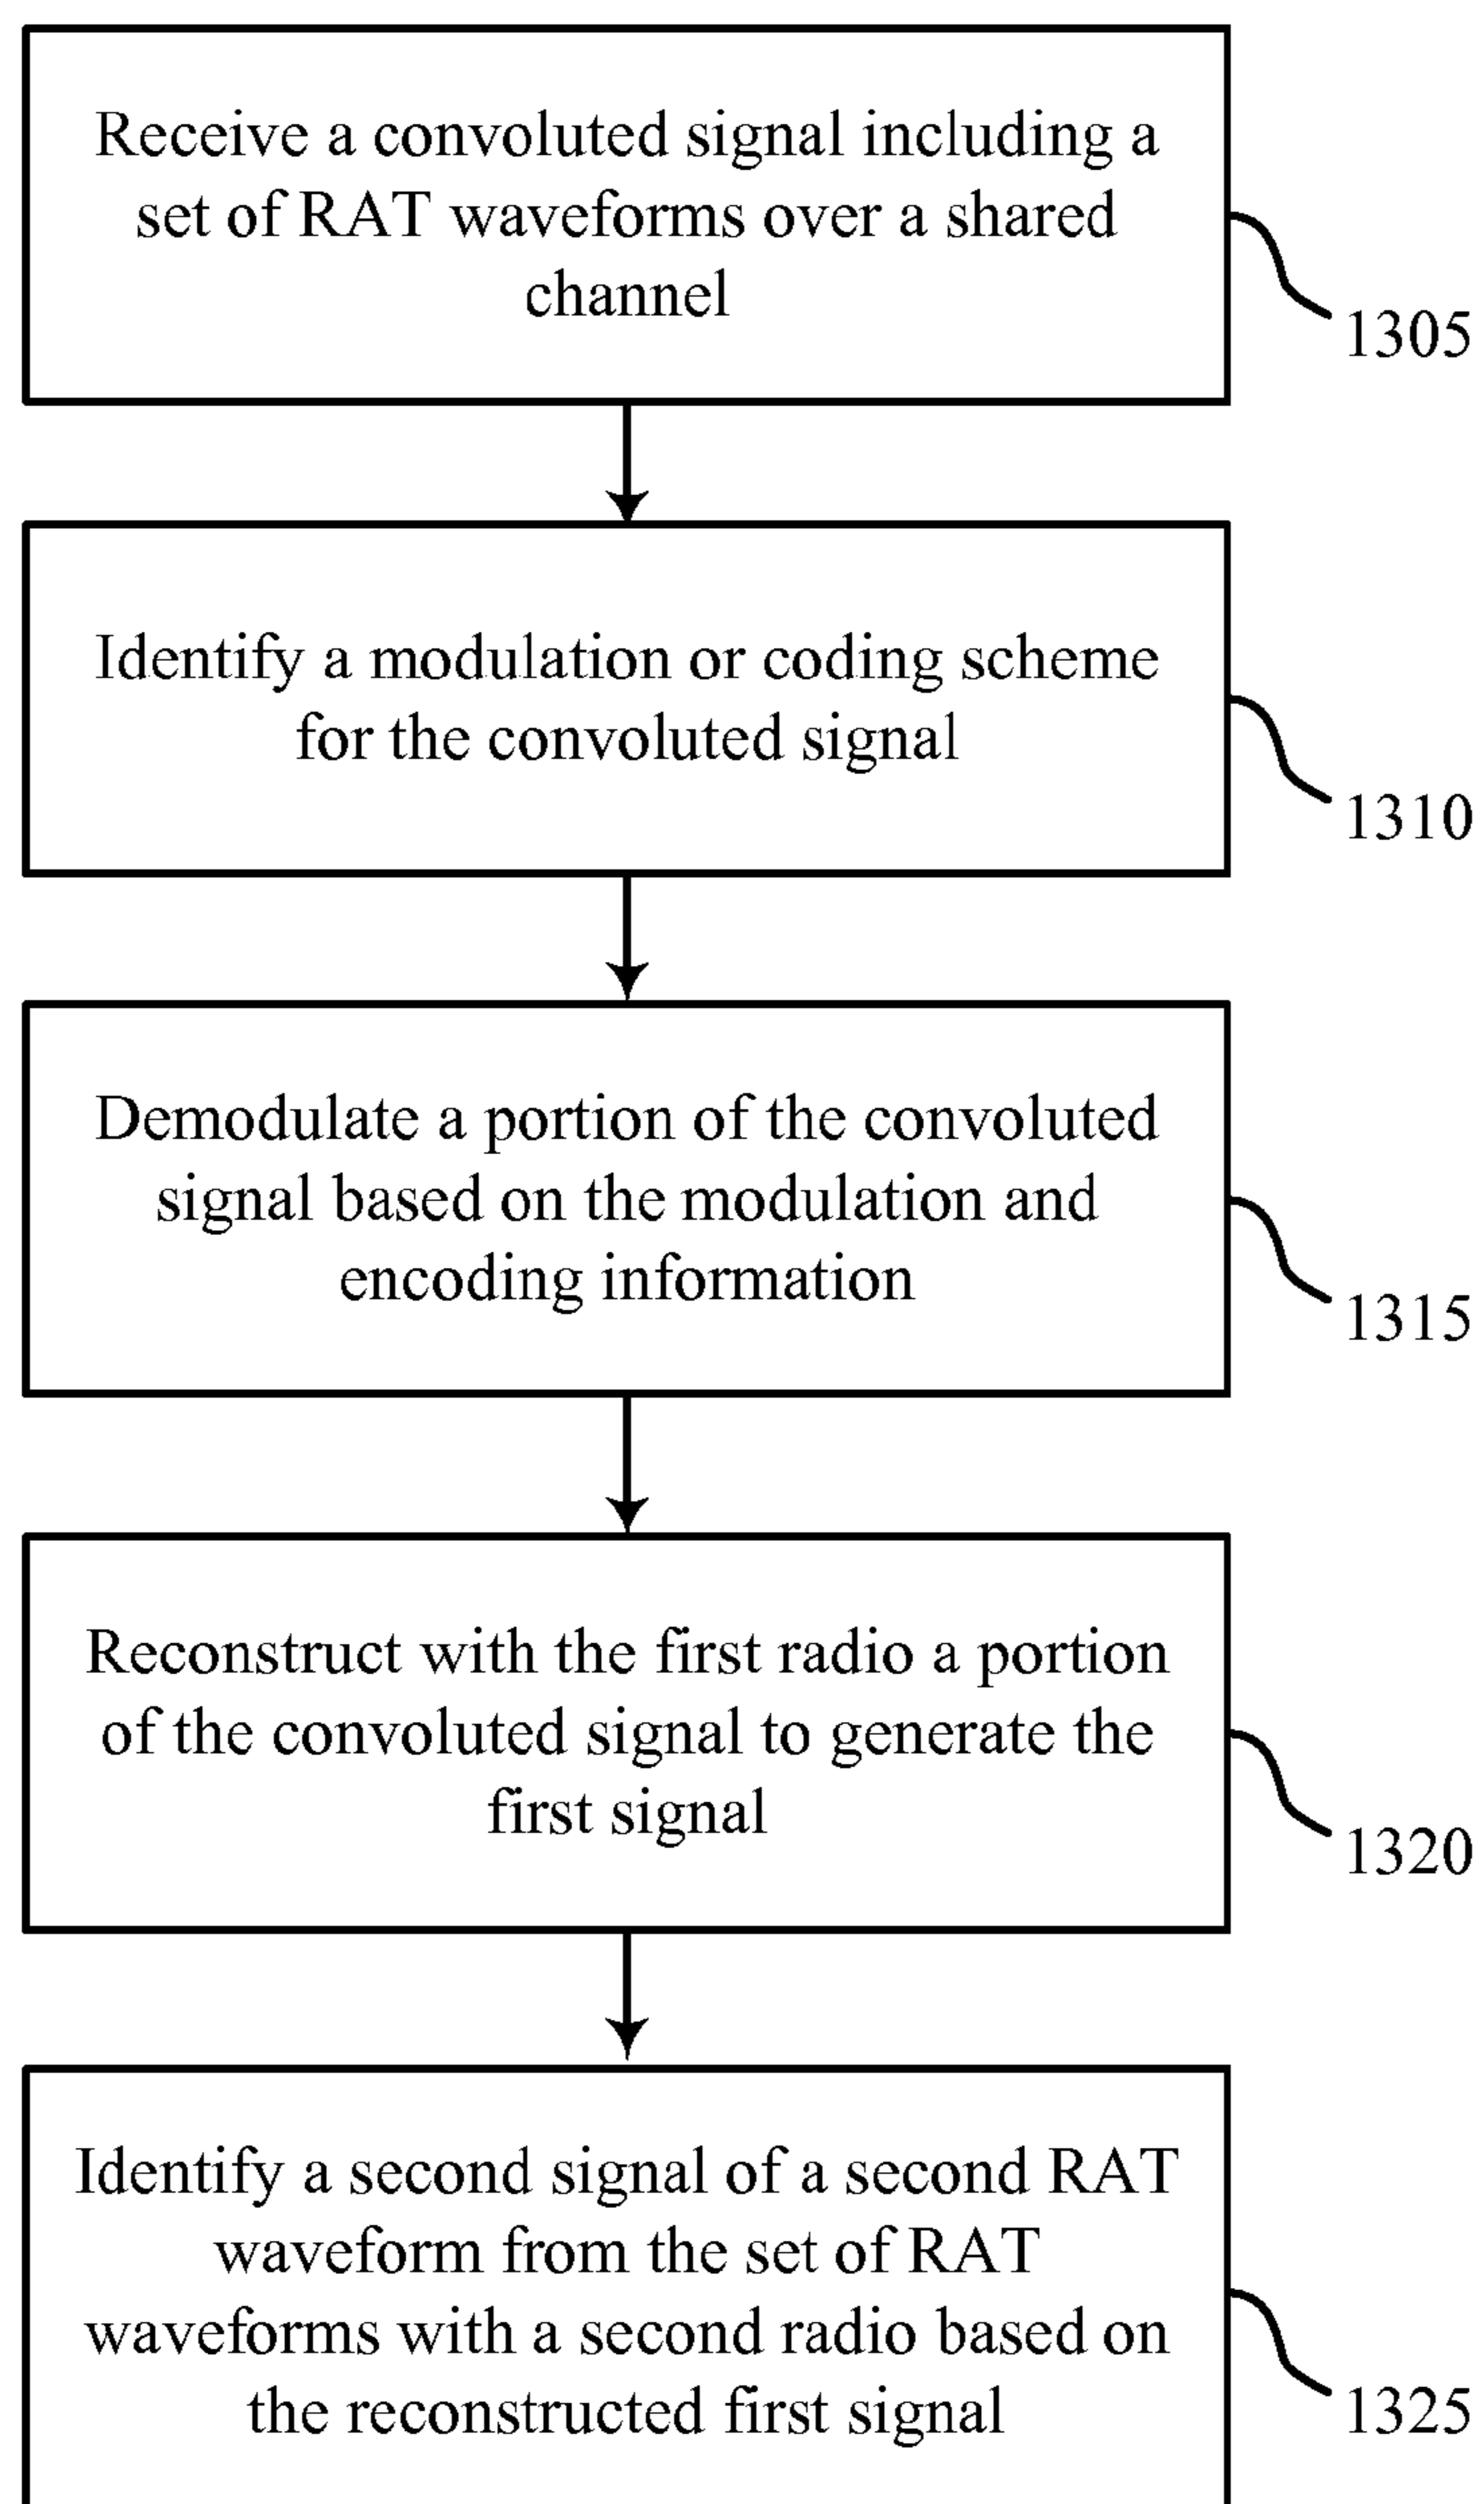 Receive a convoluted signal including a
set of RAT waveforms over a shared
channel
1305
Identify a modulation or coding scheme
for the convoluted signal
1310
Demodulate a portion of the convoluted
signal based on the modulation and
encoding information
1315
Reconstruct with the first radio a portion
of the convoluted signal to generate the
first signal
1320
Identify a second signal of a second RAT
waveform from the set of RAT
waveforms with a second radio based on
the reconstructed first signal
1325